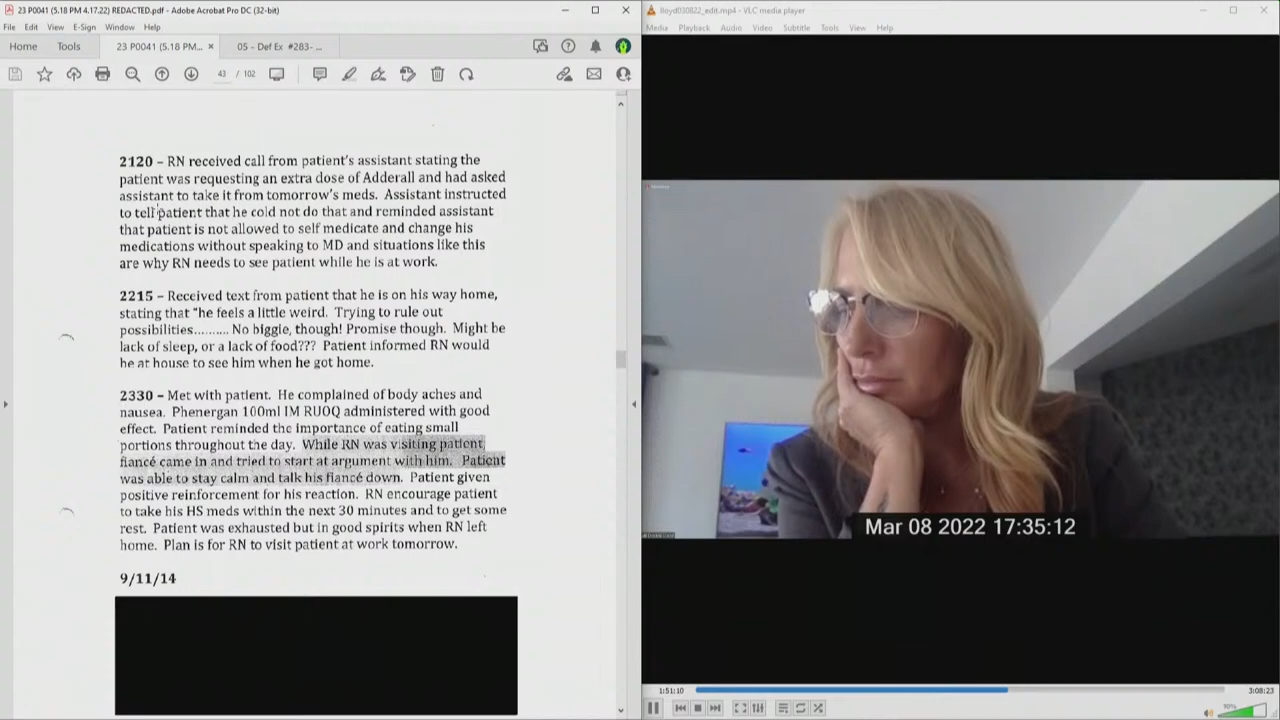 23 P0041 (5.18 PM 4.17.22) REDACTED.pdf - Adobe Acrobat Pro DC (32-bit)
File Edit View E-Sign Window Help
Home Tools 23 P0041 (5.18 PM... × 05 - Def Ex #283- ...
43 / 102
2120 – RN received call from patient's assistant stating the
patient was requesting an extra dose of Adderall and had asked
assistant to take it from tomorrow's meds. Assistant instructed
to tell patient that he cold not do that and reminded assistant
that patient is not allowed to self medicate and change his
medications without speaking to MD and situations like this
are why RN needs to see patient while he is at work.
2215 – Received text from patient that he is on his way home,
stating that "he feels a little weird. Trying to rule out
possibilities.......... No biggie, though! Promise though. Might be
lack of sleep, or a lack of food??? Patient informed RN would
be at house to see him when he got home.
2330 – Met with patient. He complained of body aches and
nausea. Phenergan 100ml IM RUOQ administered with good
effect. Patient reminded the importance of eating small
portions throughout the day. While RN was visiting patient
fiancé came in and tried to start at argument with him. Patient
was able to stay calm and talk his fiancé down. Patient given
positive reinforcement for his reaction. RN encourage patient
to take his HS meds within the next 30 minutes and to get some
rest. Patient was exhausted but in good spirits when RN left
home. Plan is for RN to visit patient at work tomorrow.
9/11/14
lloyd030822_edit.mp4 - VLC media player
Media Playback Audio Video Subtitle Tools View Help
Mar 08 2022 17:35:12
1:51:10
3:08:23
90%